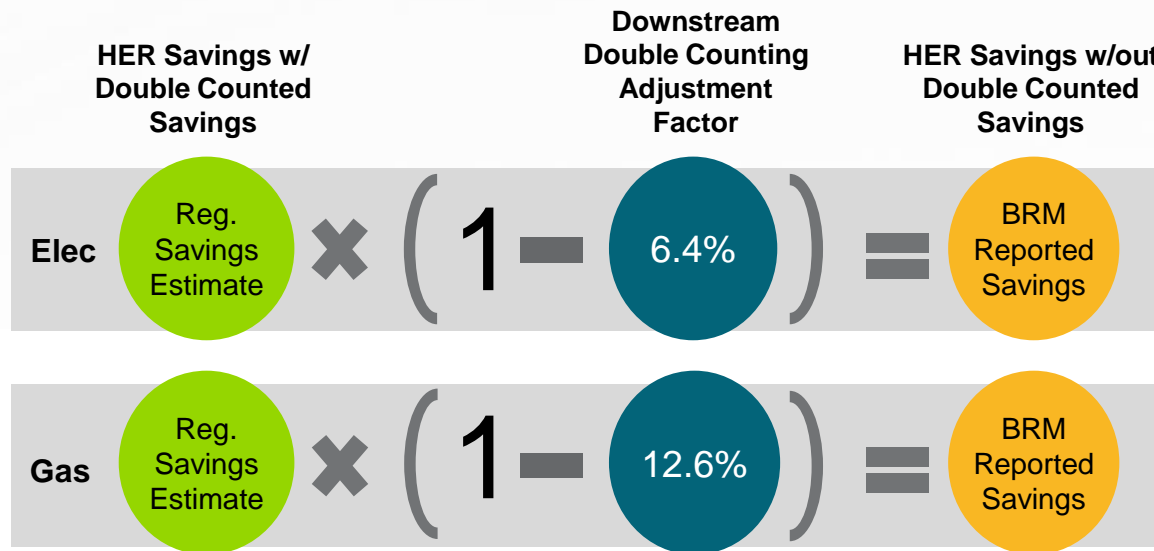 HER Savings w/
Double Counted
Savings
Downstream
Double Counting
Adjustment
Factor
HER Savings w/out
Double Counted
Savings
Elec
Reg.
Savings
Estimate
×
(
1
−
6.4%
)
=
BRM
Reported
Savings
Gas
Reg.
Savings
Estimate
×
(
1
−
12.6%
)
=
BRM
Reported
Savings